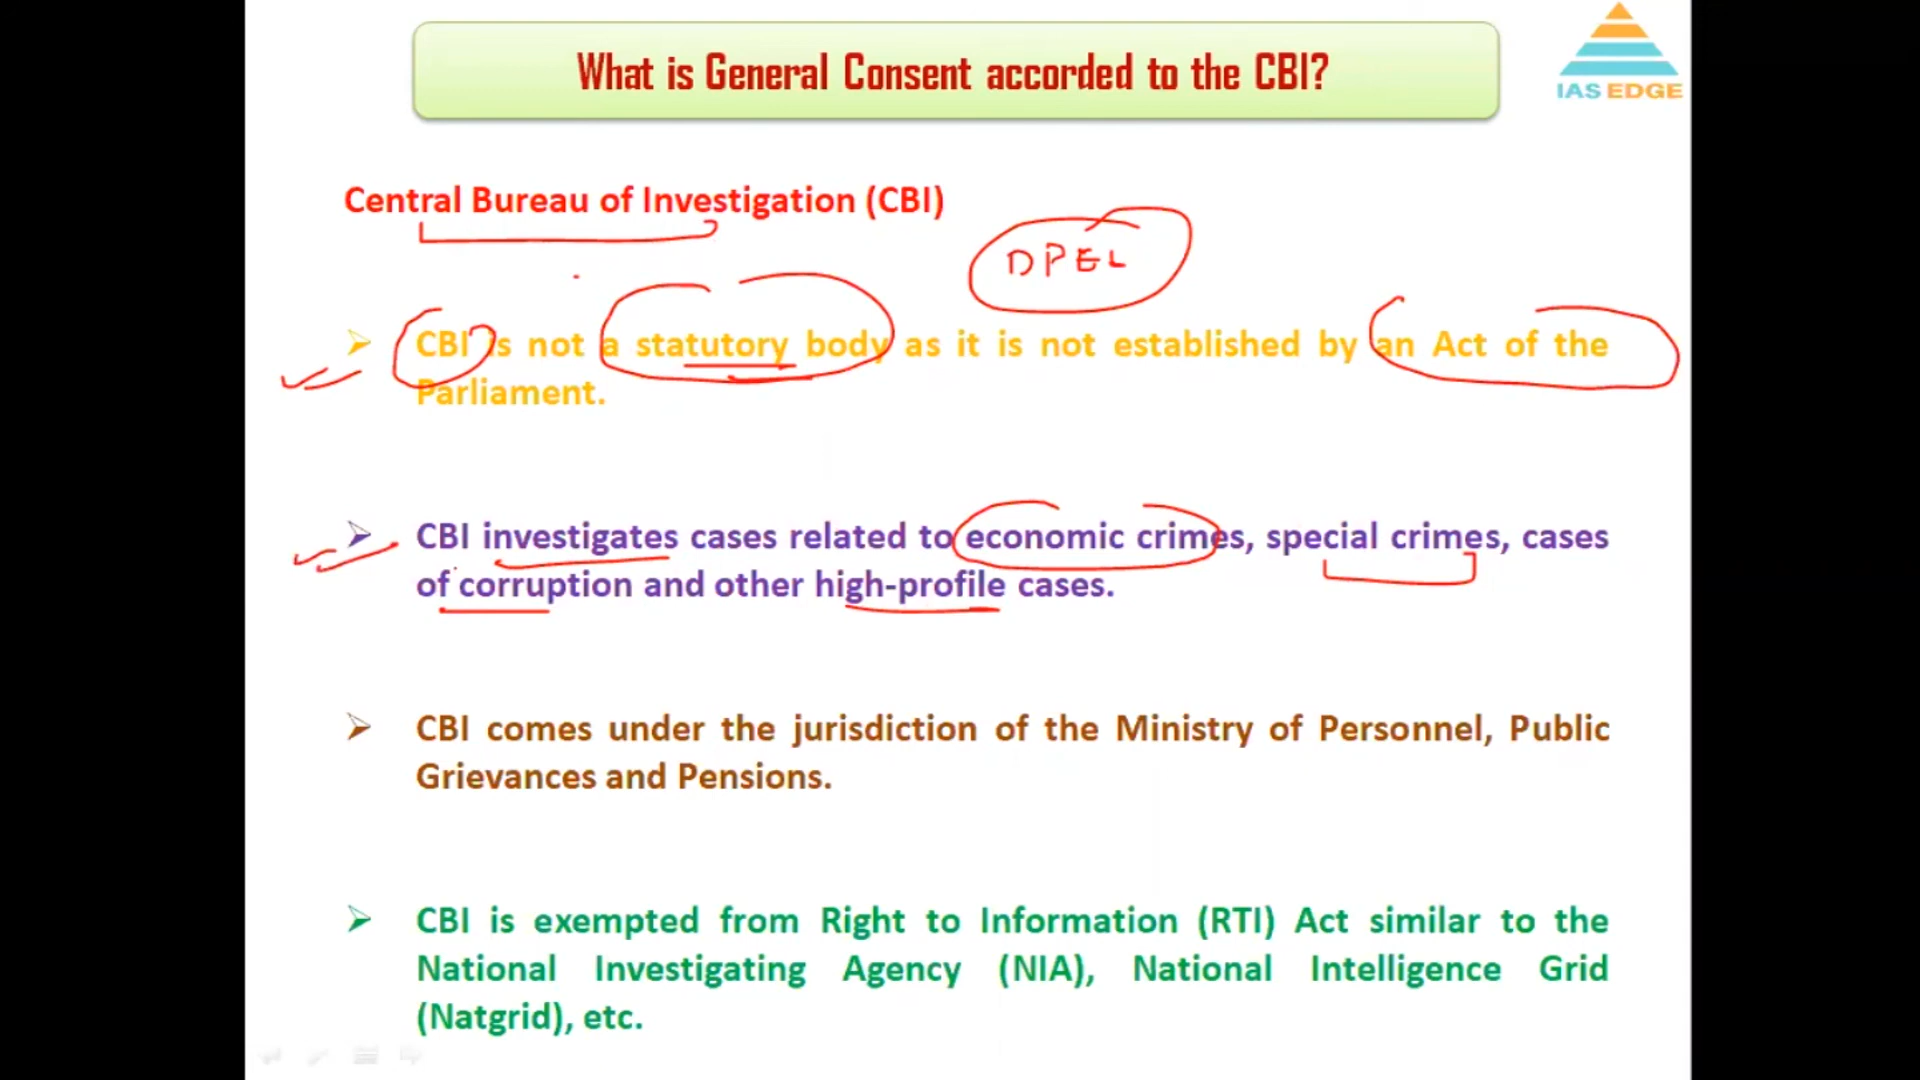 What is General Consent accorded to the CBI?
IAS EDGE
Central Bureau of Investigation (CBI)
DPEL
CBI is not a statutory body as it is not established by an Act of the
Parliament.
CBI investigates cases related to economic crimes, special crimes, cases
of corruption and other high-profile cases.
CBI comes under the jurisdiction of the Ministry of Personnel, Public
Grievances and Pensions.
CBI is exempted from Right to Information (RTI) Act similar to the
National Investigating Agency (NIA), National Intelligence Grid
(Natgrid), etc.